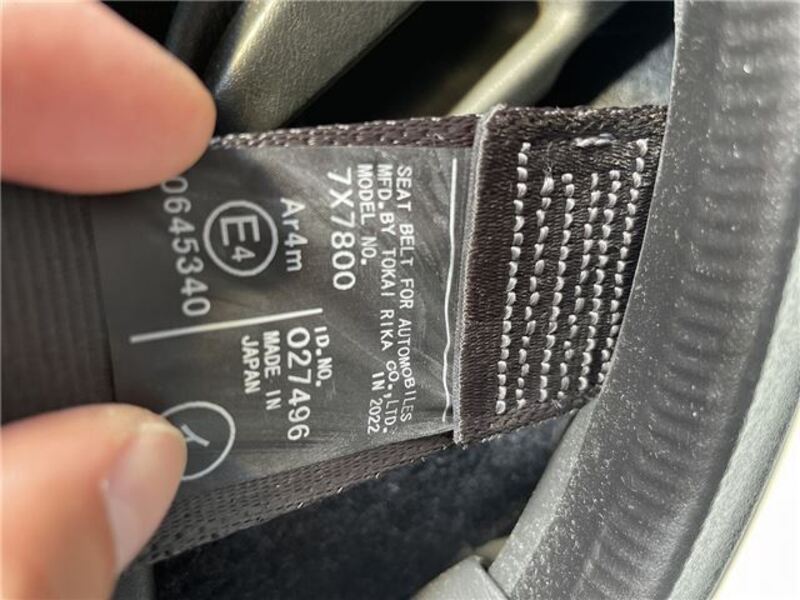 SEAT BELT FOR AUTOMOBILES
MFD. BY TOKAI RIKA CO., LTD.
IN 2022
MODEL NO.
7X7800
Ar4m
E4
0645340
ID.NO.
027496
MADE IN
JAPAN
イ